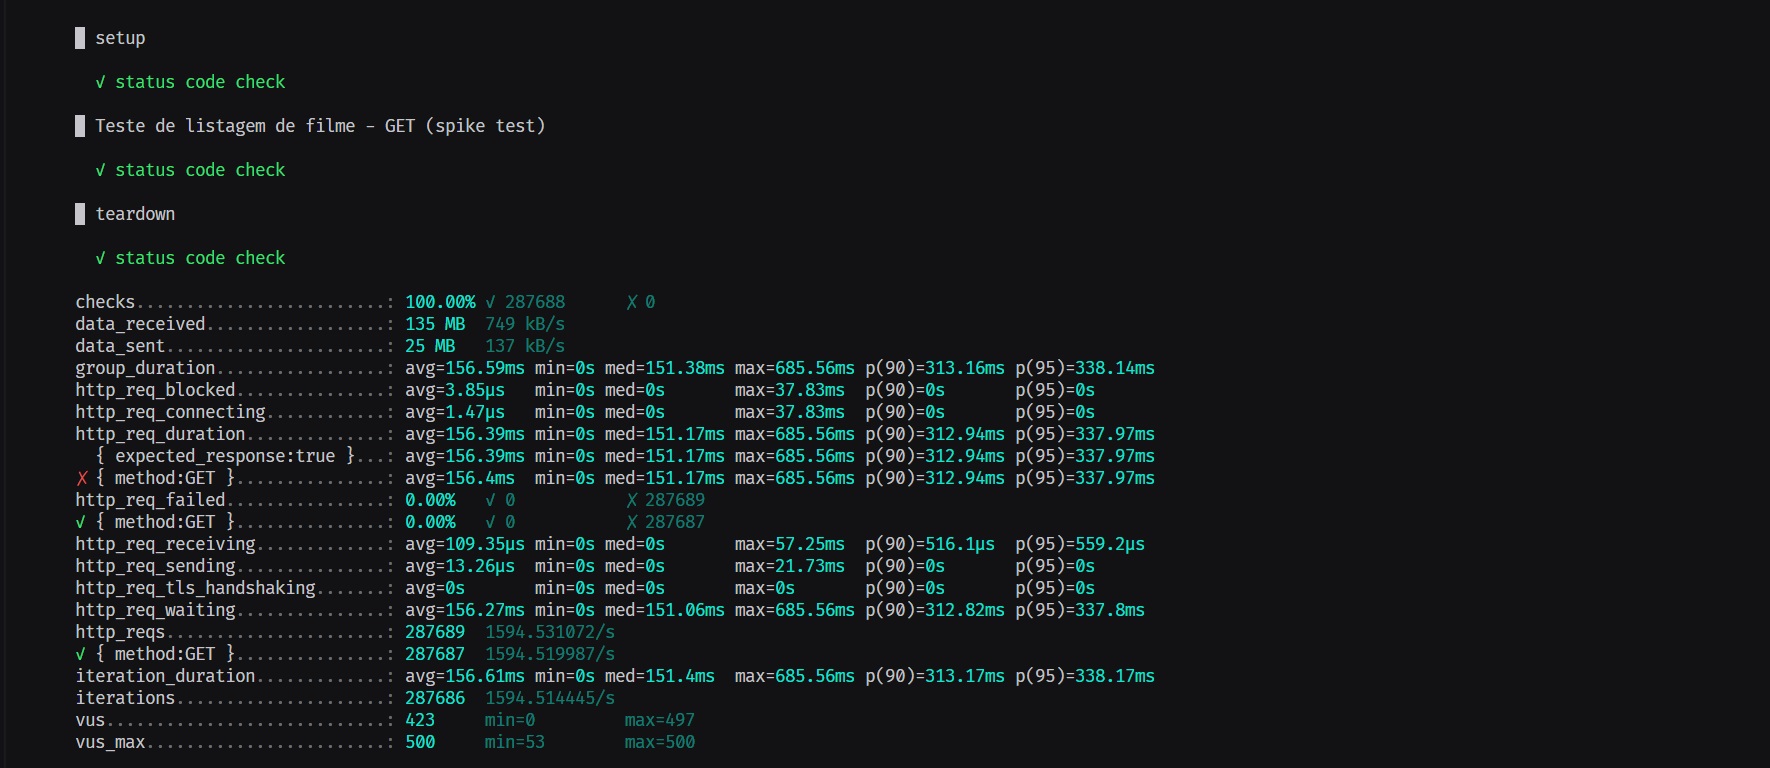 █ setup
✓ status code check
█ Teste de listagem de filme - GET (spike test)
✓ status code check
█ teardown
✓ status code check
checks.........................: 100.00% ✓ 287688 ✗ 0
data_received..................: 135 MB 749 kB/s
data_sent......................: 25 MB 137 kB/s
group_duration.................: avg=156.59ms min=0s med=151.38ms max=685.56ms p(90)=313.16ms p(95)=338.14ms
http_req_blocked...............: avg=3.85µs min=0s med=0s max=37.83ms p(90)=0s p(95)=0s
http_req_connecting............: avg=1.47µs min=0s med=0s max=37.83ms p(90)=0s p(95)=0s
http_req_duration..............: avg=156.39ms min=0s med=151.17ms max=685.56ms p(90)=312.94ms p(95)=337.97ms
{ expected_response:true }...: avg=156.39ms min=0s med=151.17ms max=685.56ms p(90)=312.94ms p(95)=337.97ms
✗ { method:GET }...............: avg=156.4ms min=0s med=151.17ms max=685.56ms p(90)=312.94ms p(95)=337.97ms
http_req_failed................: 0.00% ✓ 0 ✗ 287689
✓ { method:GET }...............: 0.00% ✓ 0 ✗ 287687
http_req_receiving.............: avg=109.35µs min=0s med=0s max=57.25ms p(90)=516.1µs p(95)=559.2µs
http_req_sending...............: avg=13.26µs min=0s med=0s max=21.73ms p(90)=0s p(95)=0s
http_req_tls_handshaking.......: avg=0s min=0s med=0s max=0s p(90)=0s p(95)=0s
http_req_waiting...............: avg=156.27ms min=0s med=151.06ms max=685.56ms p(90)=312.82ms p(95)=337.8ms
http_reqs......................: 287689 1594.531072/s
✓ { method:GET }...............: 287687 1594.519987/s
iteration_duration.............: avg=156.61ms min=0s med=151.4ms max=685.56ms p(90)=313.17ms p(95)=338.17ms
iterations.....................: 287686 1594.514445/s
vus............................: 423 min=0 max=497
vus_max........................: 500 min=53 max=500